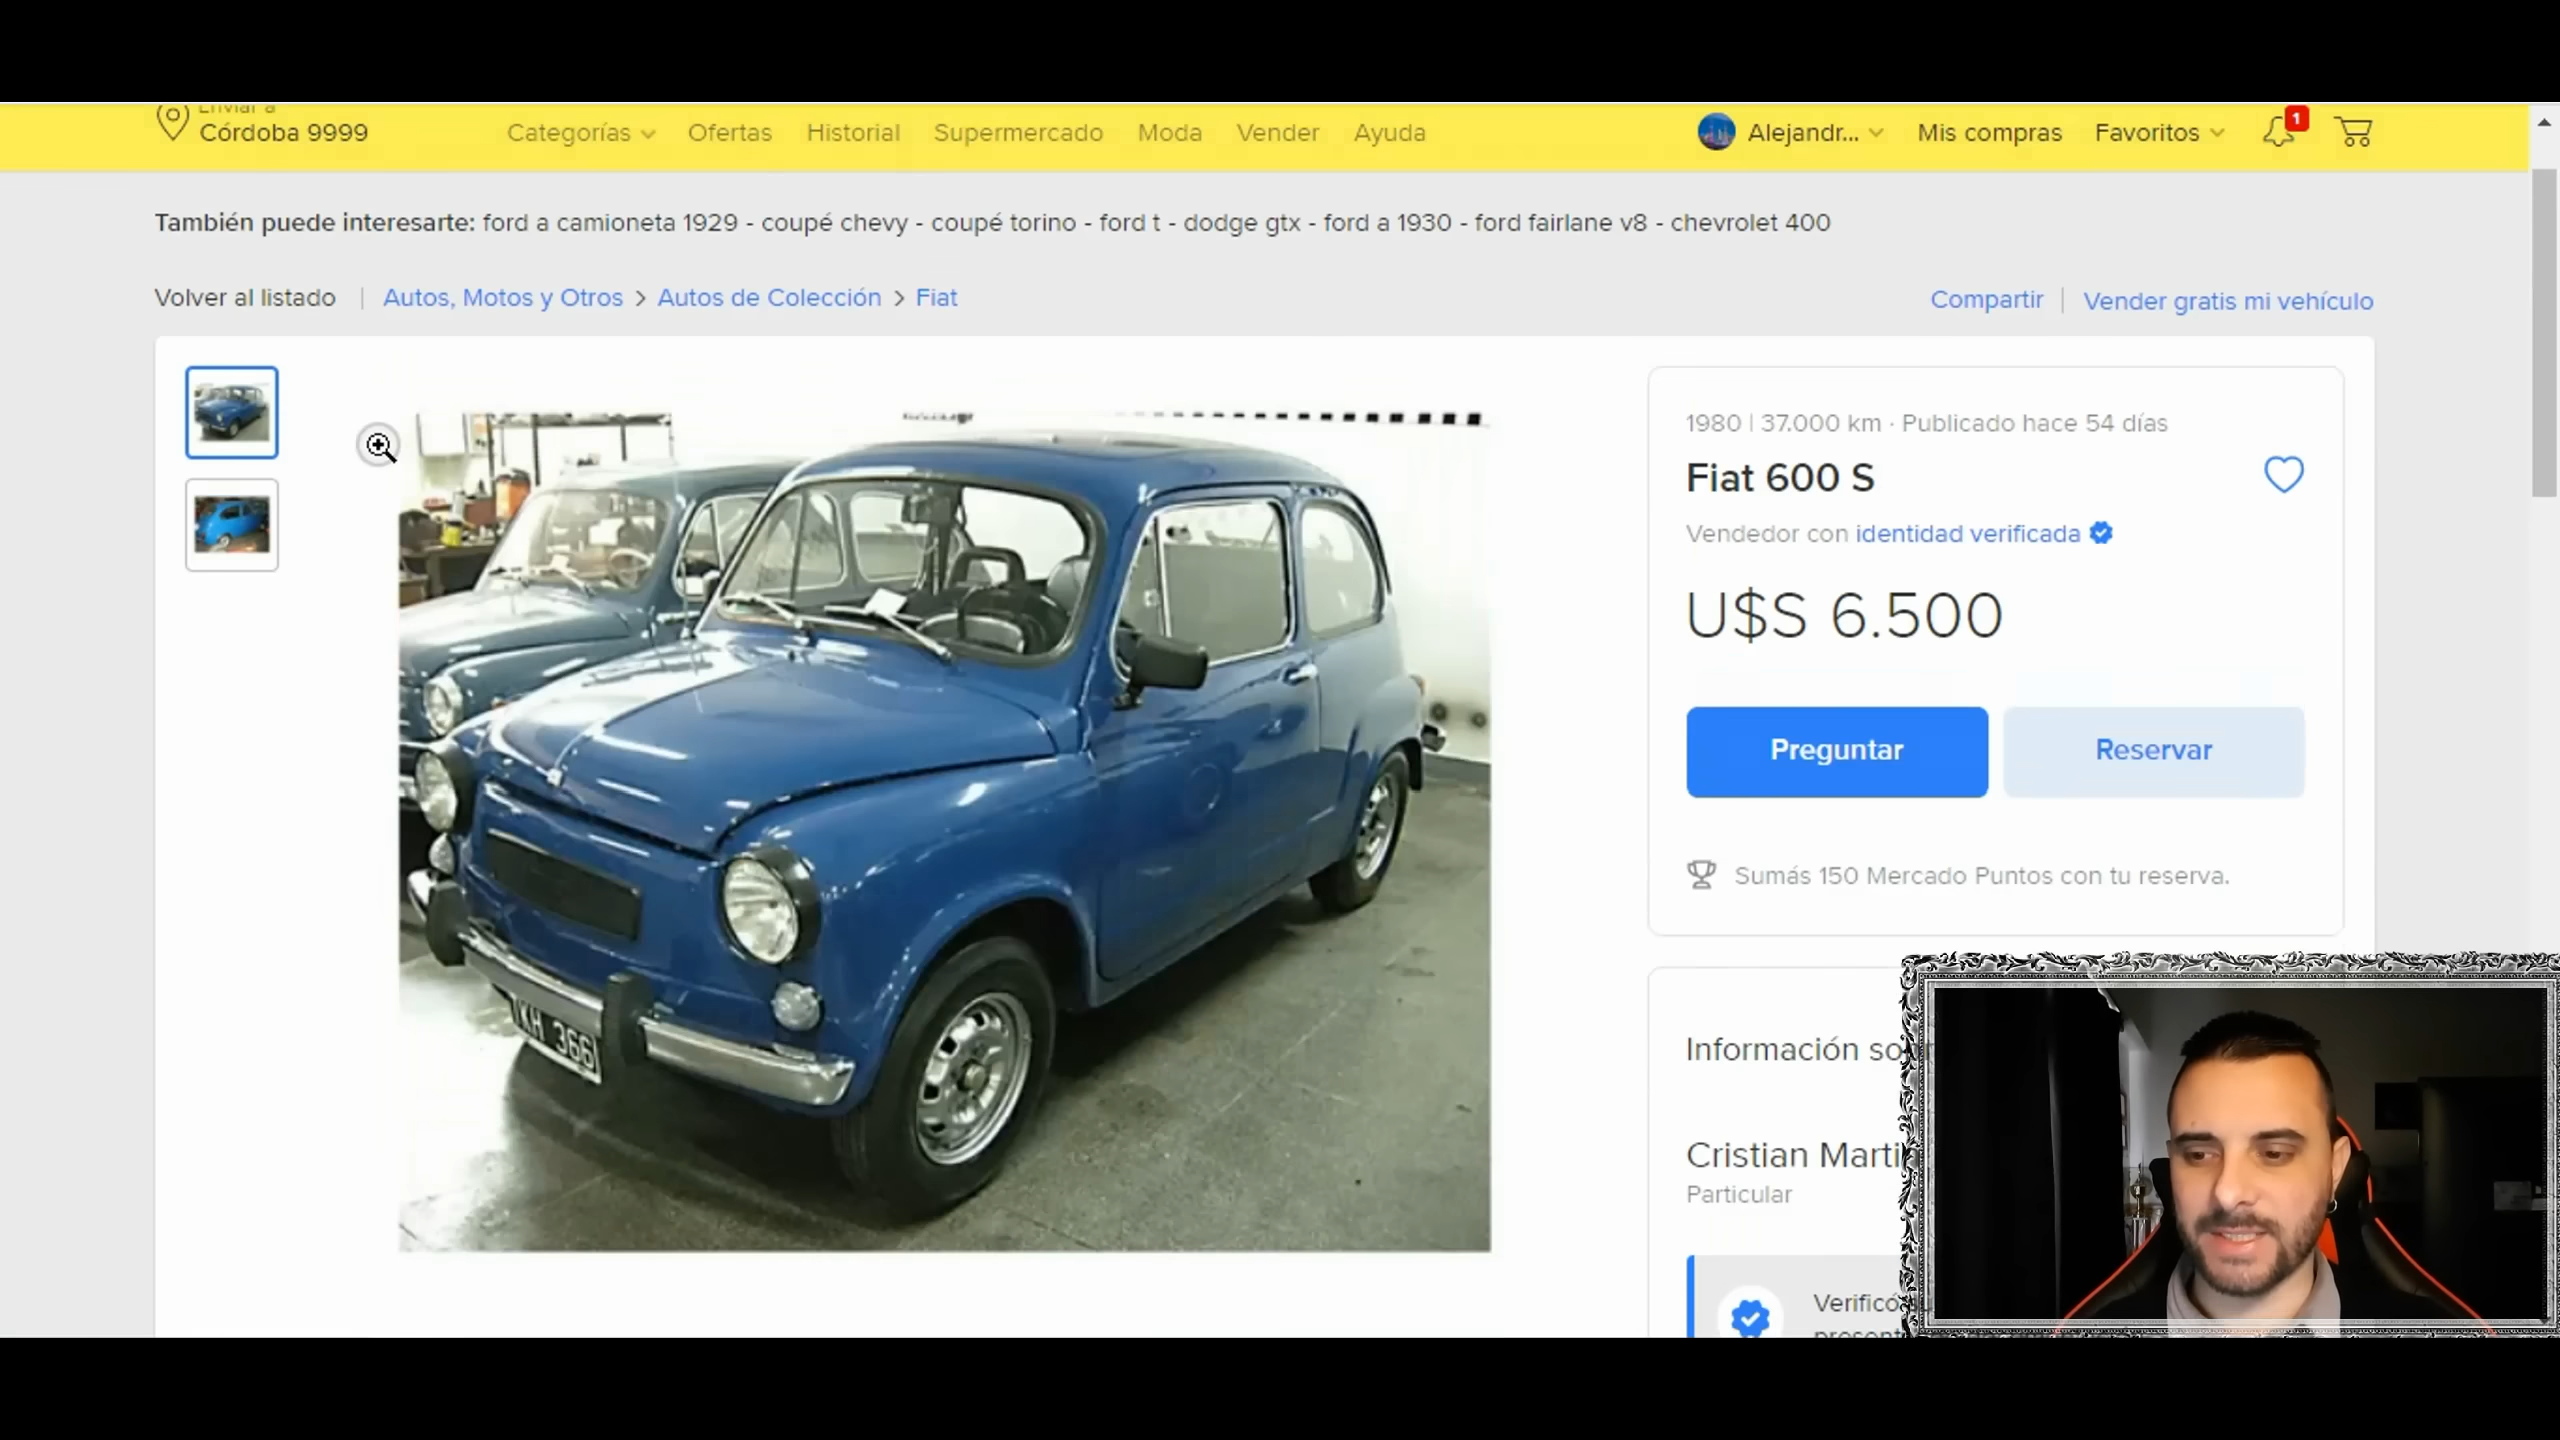 Enviar a
Córdoba 9999
Categorías Ofertas Historial Supermercado Moda Vender Ayuda
Alejandr... Mis compras Favoritos 1
También puede interesarte: ford a camioneta 1929 - coupé chevy - coupé torino - ford t - dodge gtx - ford a 1930 - ford fairlane v8 - chevrolet 400
Volver al listado | Autos, Motos y Otros > Autos de Colección > Fiat
Compartir | Vender gratis mi vehículo
1980 | 37.000 km · Publicado hace 54 días
Fiat 600 S
Vendedor con identidad verificada
U$S 6.500
Preguntar Reservar
Sumás 150 Mercado Puntos con tu reserva.
366
Información
Cristian
Particular
Verificó